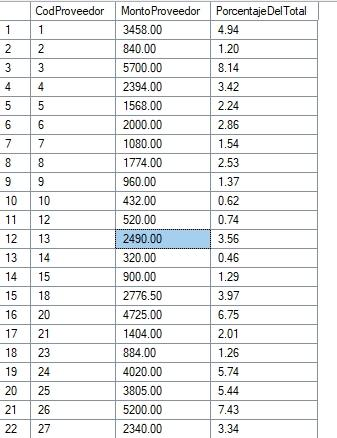 CodProveedor MontoProveedor PorcentajeDelTotal
1 1 3458.00 4.94
2 2 840.00 1.20
3 3 5700.00 8.14
4 4 2394.00 3.42
5 5 1568.00 2.24
6 6 2000.00 2.86
7 7 1080.00 1.54
8 8 1774.00 2.53
9 9 960.00 1.37
10 10 432.00 0.62
11 12 520.00 0.74
12 13 2490.00 3.56
13 14 320.00 0.46
14 15 900.00 1.29
15 18 2776.50 3.97
16 20 4725.00 6.75
17 21 1404.00 2.01
18 23 884.00 1.26
19 24 4020.00 5.74
20 25 3805.00 5.44
21 26 5200.00 7.43
22 27 2340.00 3.34